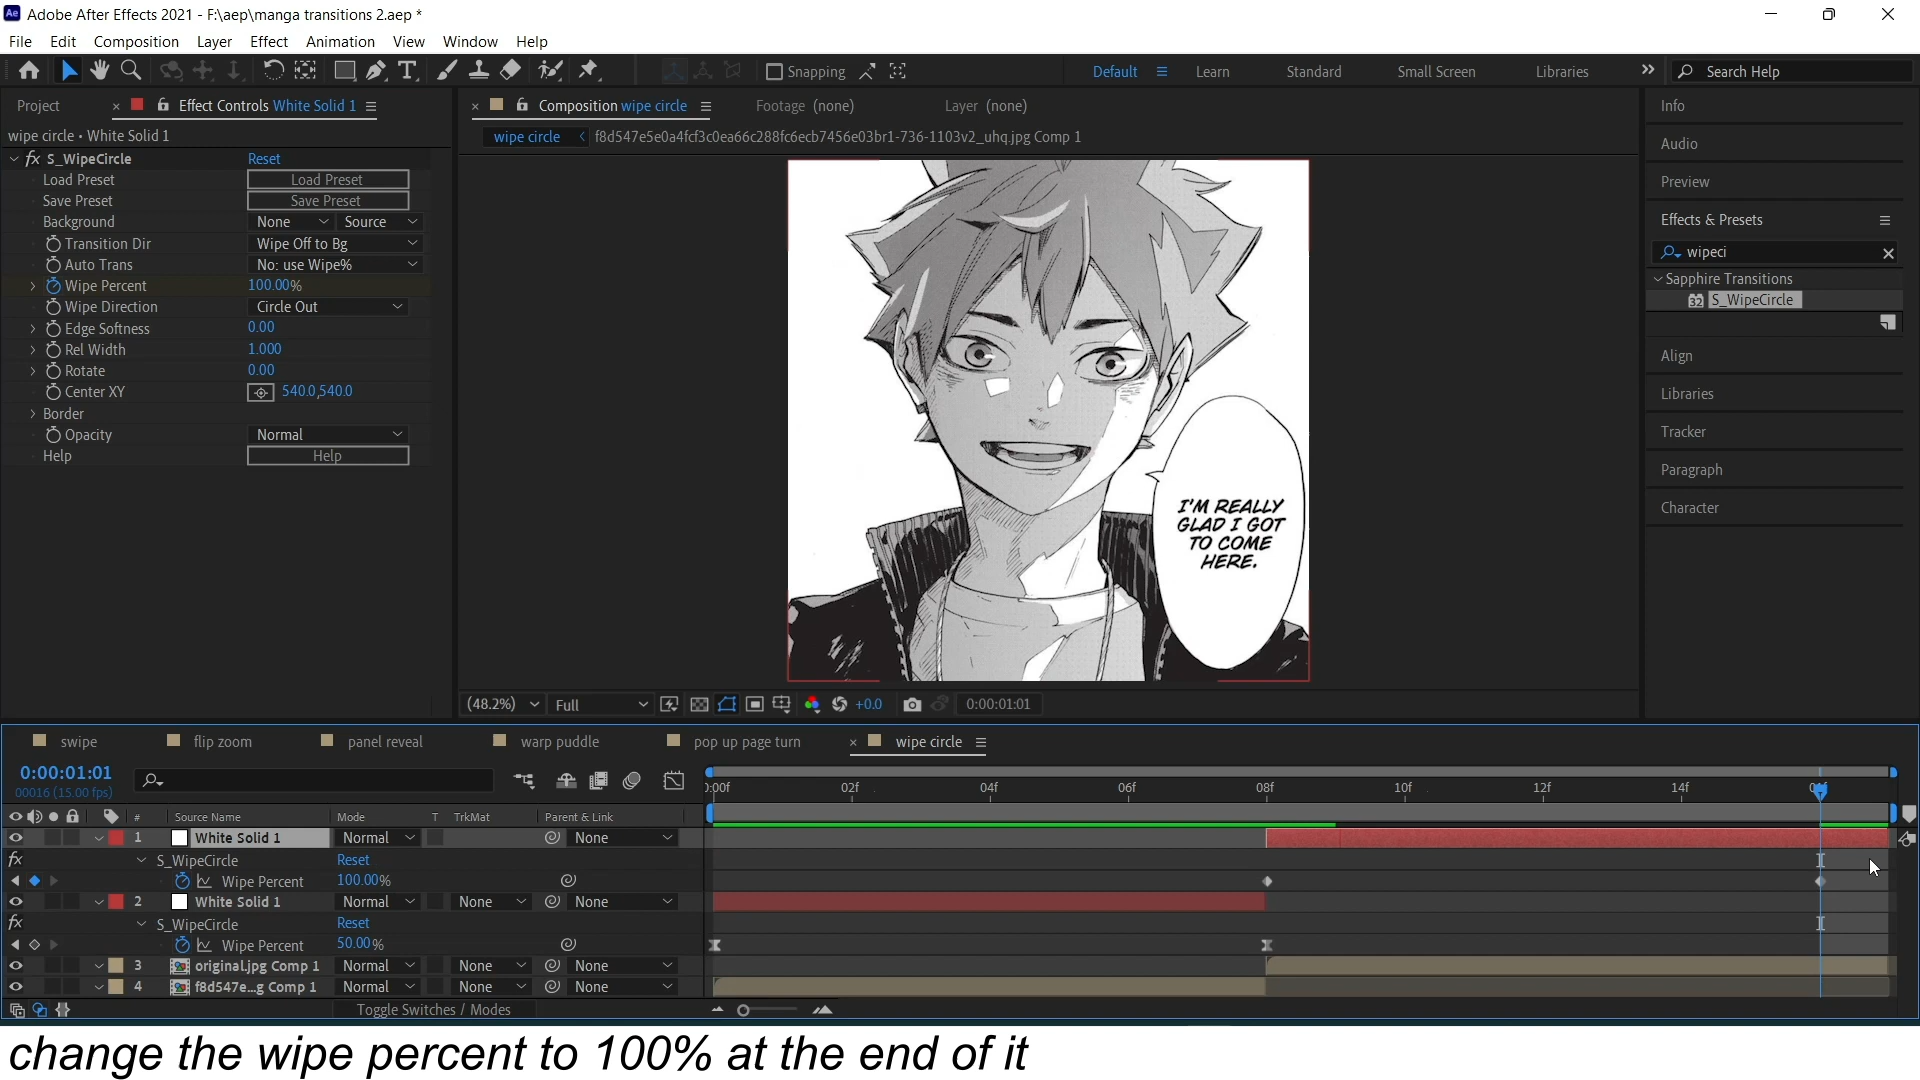 Ae Adobe After Effects 2021 - F:\aep\manga transitions 2.aep *
File Edit Composition Layer Effect Animation View Window Help
Snapping Default Learn Standard Small Screen Libraries Search Help
Project Effect Controls White Solid 1
wipe circle • White Solid 1
fx S_WipeCircle Reset
Load Preset Load Preset
Save Preset Save Preset
Background None Source
Transition Dir Wipe Off to Bg
Auto Trans No: use Wipe%
Wipe Percent 100.00%
Wipe Direction Circle Out
Edge Softness 0.00
Rel Width 1.000
Rotate 0.00
Center XY 540.0,540.0
Border
Opacity Normal
Help Help
Composition wipe circle Footage (none) Layer (none)
wipe circle f8d547e5e0a4fcf3c0ea66c288fc6ecb7456e03br1-736-1103v2_uhq.jpg Comp 1
I'M REALLY
GLAD I GOT
TO COME
HERE.
(48.2%) Full +0.0 0:00:01:01
Info
Audio
Preview
Effects & Presets
wipeci
Sapphire Transitions
32 S_WipeCircle
Align
Libraries
Tracker
Paragraph
Character
swipe flip zoom panel reveal warp puddle pop up page turn wipe circle
0:00:01:01
00016 (15.00 fps)
):00f 02f 04f 06f 08f 10f 12f 14f
# Source Name Mode T TrkMat Parent & Link
1 White Solid 1 Normal None
fx S_WipeCircle Reset
Wipe Percent 100.00%
2 White Solid 1 Normal None None
fx S_WipeCircle Reset
Wipe Percent 50.00%
3 original.jpg Comp 1 Normal None None
4 f8d547e...g Comp 1 Normal None None
Toggle Switches / Modes
change the wipe percent to 100% at the end of it